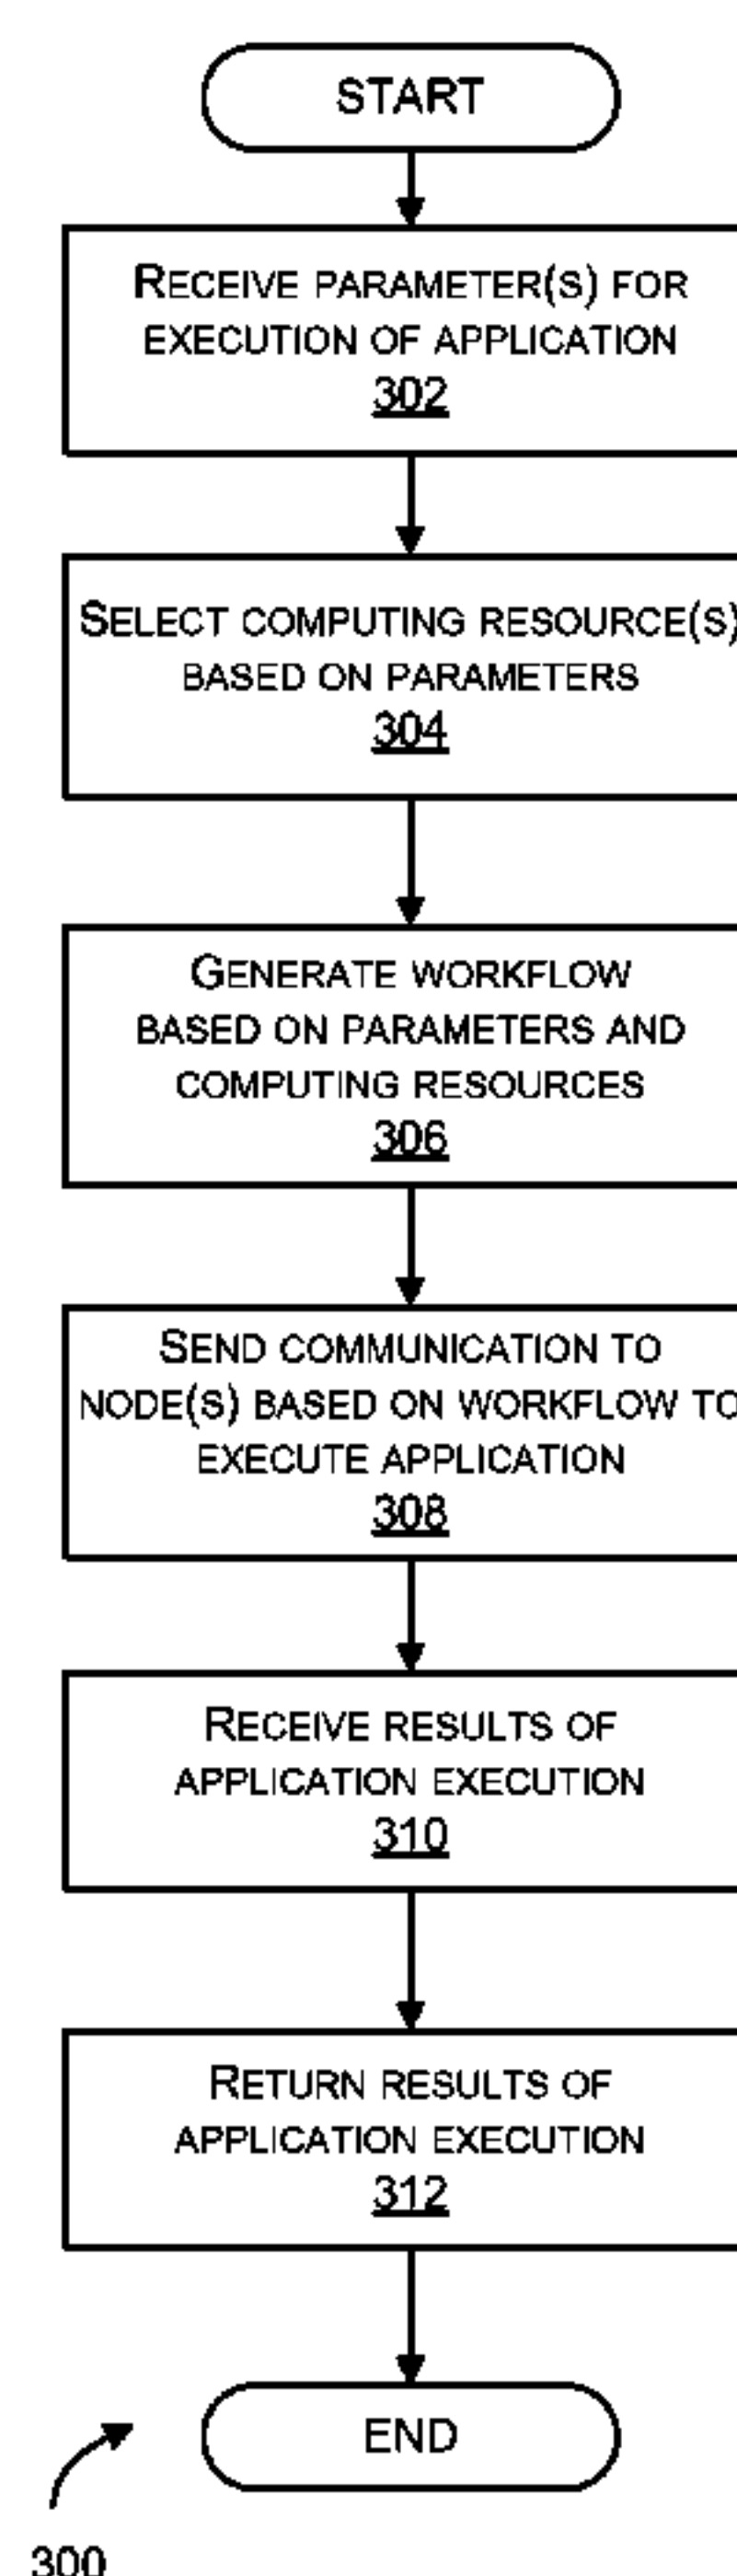 START
RECEIVE PARAMETER(S) FOR
EXECUTION OF APPLICATION
302
SELECT COMPUTING RESOURCE(S)
BASED ON PARAMETERS
304
GENERATE WORKFLOW
BASED ON PARAMETERS AND
COMPUTING RESOURCES
306
SEND COMMUNICATION TO
NODE(S) BASED ON WORKFLOW TO
EXECUTE APPLICATION
308
RECEIVE RESULTS OF
APPLICATION EXECUTION
310
RETURN RESULTS OF
APPLICATION EXECUTION
312
END
300